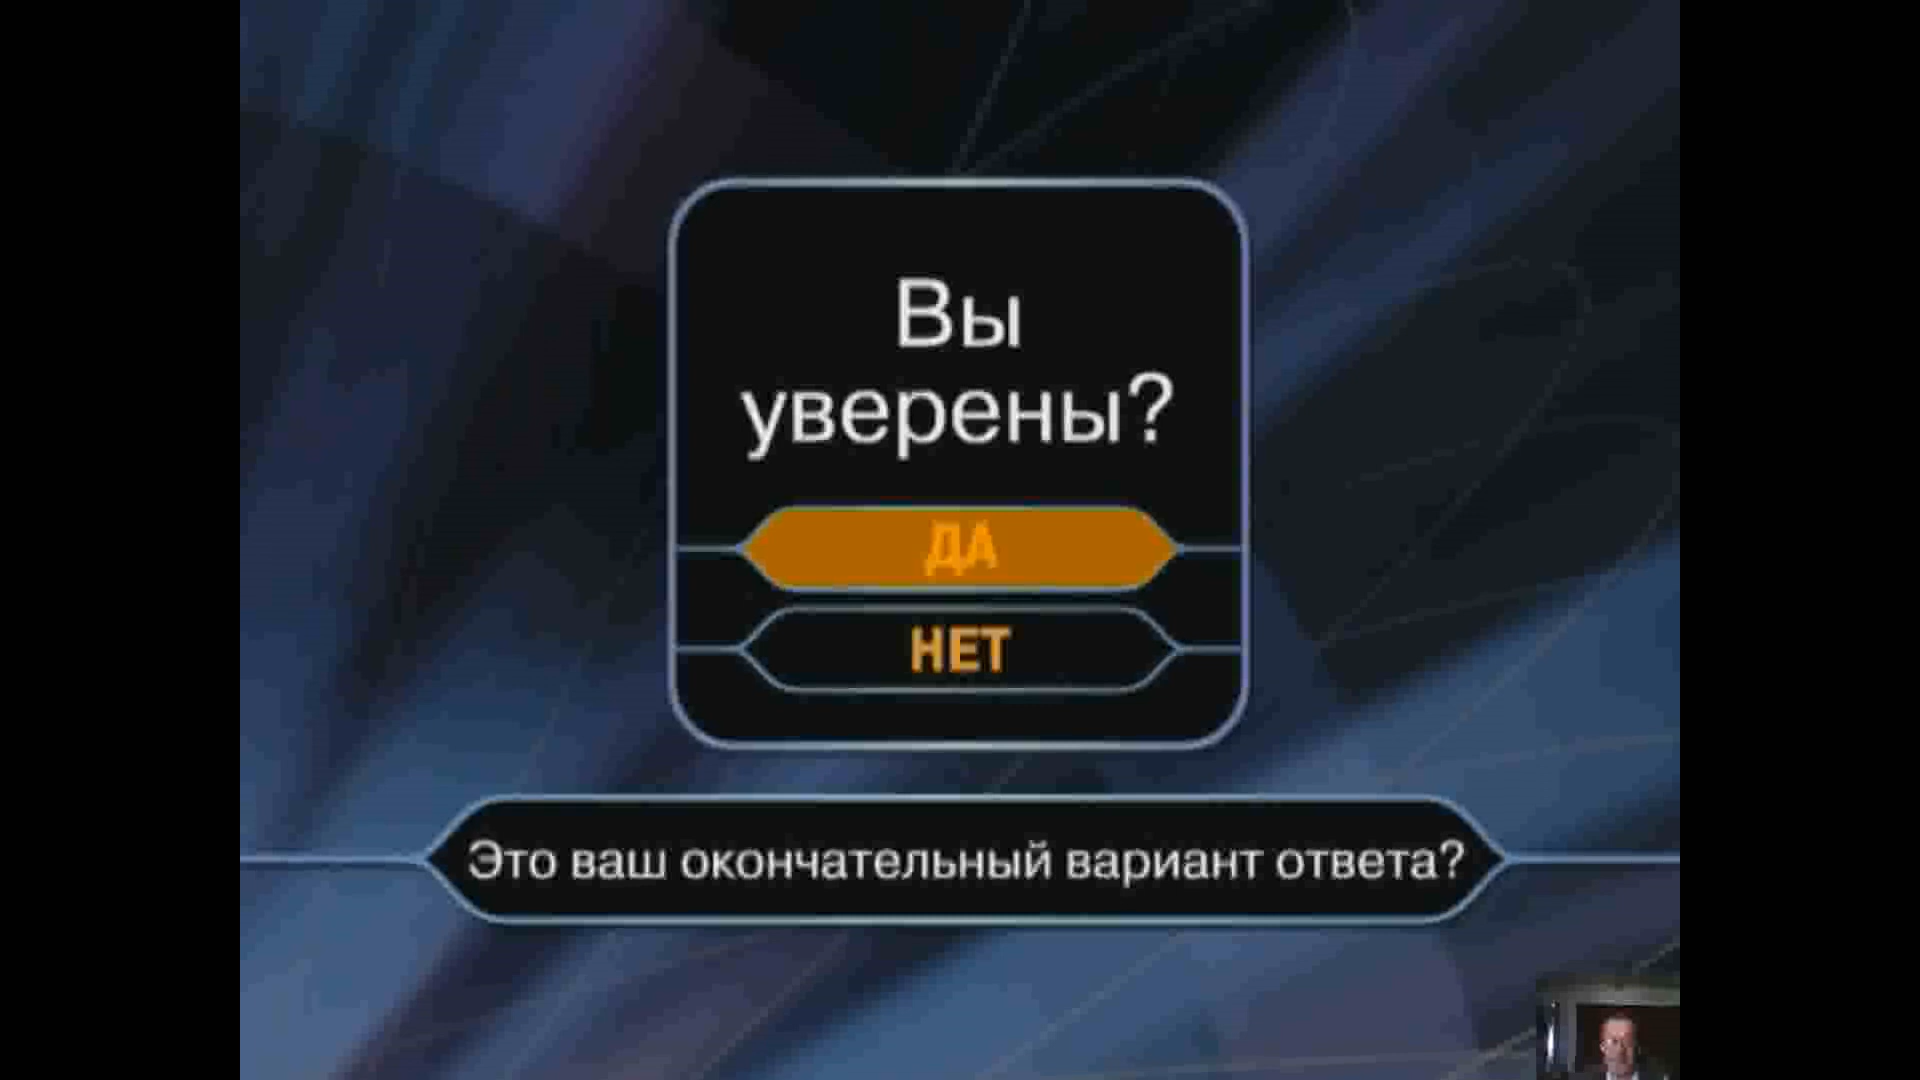 Вы
уверены?
ДА
НЕТ
Это ваш окончательный вариант ответа?